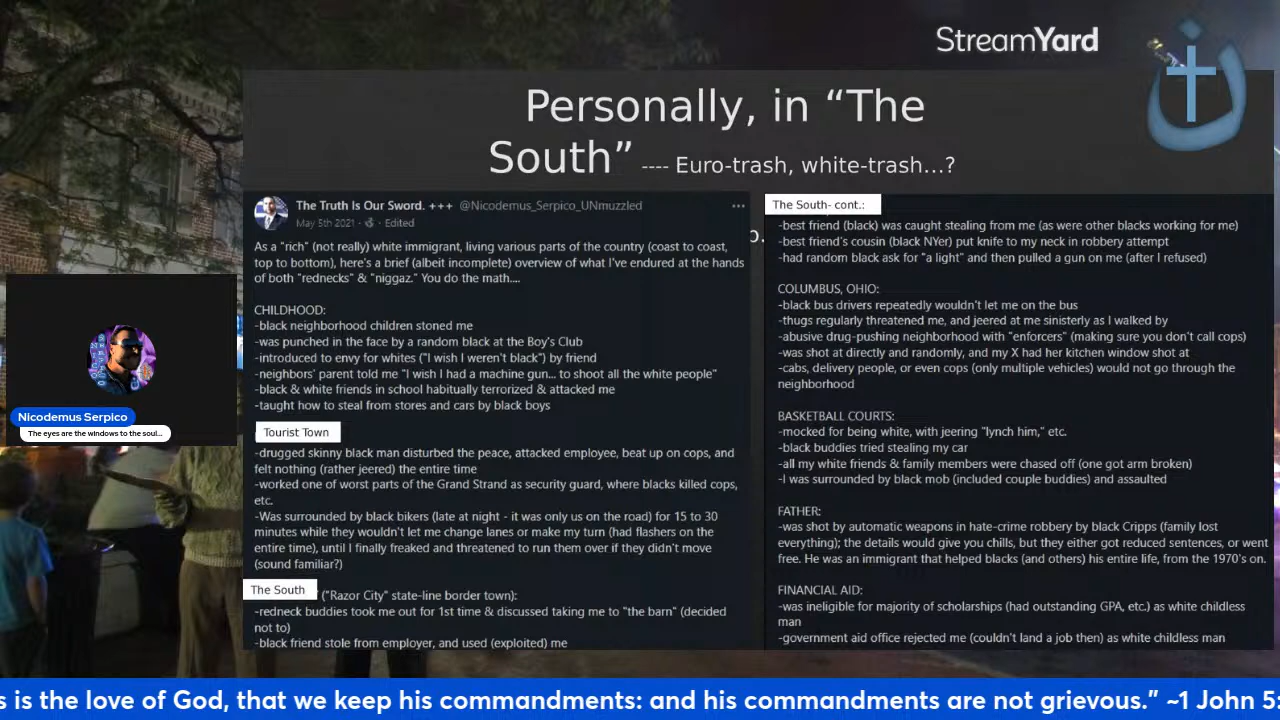 StreamYard
Personally, in “The
South” ---- Euro-trash, white-trash...?
The Truth Is Our Sword. +++ @Nicodemus_Serpico_UNmuzzled
May 5th 2021 · Edited
As a "rich" (not really) white immigrant, living various parts of the country (coast to coast,
top to bottom), here's a brief (albeit incomplete) overview of what I've endured at the hands
of both "rednecks" & "niggaz." You do the math....
CHILDHOOD:
-black neighborhood children stoned me
-was punched in the face by a random black at the Boy's Club
-introduced to envy for whites ("I wish I weren't black") by friend
-neighbors' parent told me "I wish I had a machine gun... to shoot all the white people"
-black & white friends in school habitually terrorized & attacked me
-taught how to steal from stores and cars by black boys
Tourist Town
-drugged skinny black man disturbed the peace, attacked employee, beat up on cops, and
felt nothing (rather jeered) the entire time
-worked one of worst parts of the Grand Strand as security guard, where blacks killed cops,
etc.
-Was surrounded by black bikers (late at night - it was only us on the road) for 15 to 30
minutes while they wouldn't let me change lanes or make my turn (had flashers on the
entire time), until I finally freaked and threatened to run them over if they didn't move
(sound familiar?)
The South ("Razor City" state-line border town):
-redneck buddies took me out for 1st time & discussed taking me to "the barn" (decided
not to)
-black friend stole from employer, and used (exploited) me
The South- cont.:
-best friend (black) was caught stealing from me (as were other blacks working for me)
-best friend's cousin (black NYer) put knife to my neck in robbery attempt
-had random black ask for "a light" and then pulled a gun on me (after I refused)
COLUMBUS, OHIO:
-black bus drivers repeatedly wouldn't let me on the bus
-thugs regularly threatened me, and jeered at me sinisterly as I walked by
-abusive drug-pushing neighborhood with "enforcers" (making sure you don't call cops)
-was shot at directly and randomly, and my X had her kitchen window shot at
-cabs, delivery people, or even cops (only multiple vehicles) would not go through the
neighborhood
BASKETBALL COURTS:
-mocked for being white, with jeering "lynch him," etc.
-black buddies tried stealing my car
-all my white friends & family members were chased off (one got arm broken)
-I was surrounded by black mob (included couple buddies) and assaulted
FATHER:
-was shot by automatic weapons in hate-crime robbery by black Cripps (family lost
everything); the details would give you chills, but they either got reduced sentences, or went
free. He was an immigrant that helped blacks (and others) his entire life, from the 1970's on.
FINANCIAL AID:
-was ineligible for majority of scholarships (had outstanding GPA, etc.) as white childless
man
-government aid office rejected me (couldn't land a job then) as white childless man
Nicodemus Serpico
The eyes are the windows to the soul...
s is the love of God, that we keep his commandments: and his commandments are not grievous.” ~1 John 5: